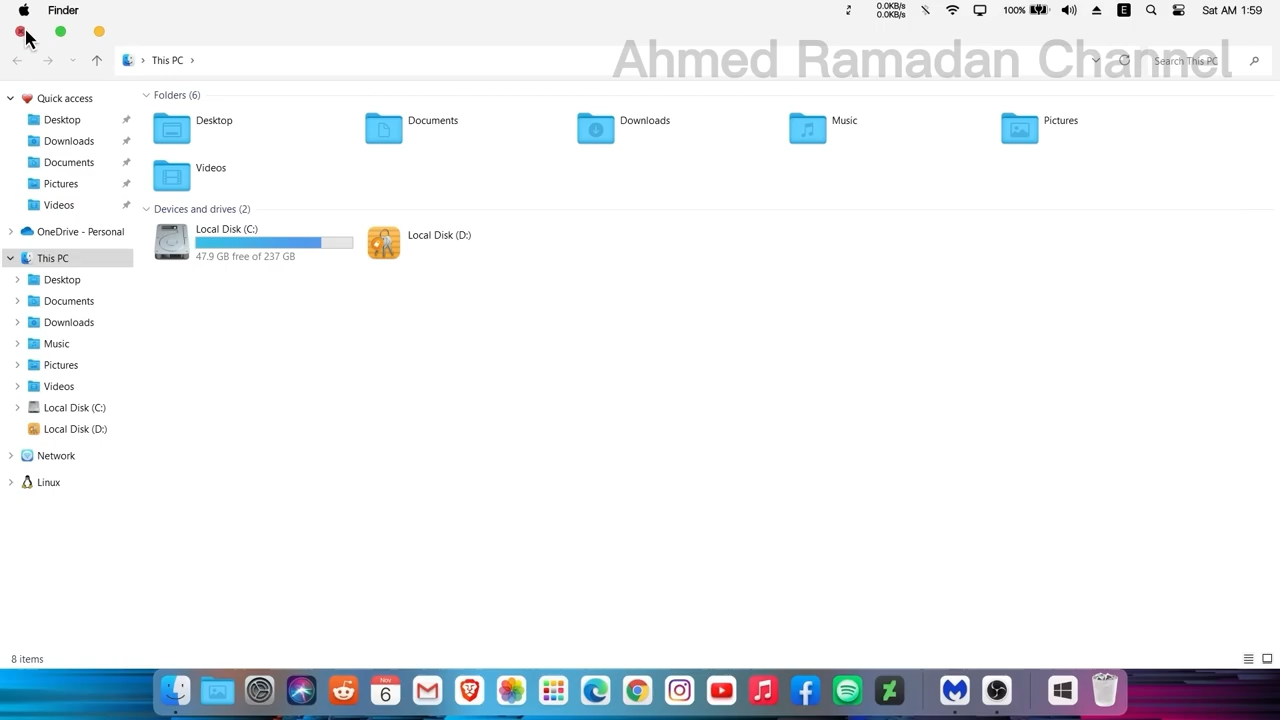 Finder
0.0KB/s
0.0KB/s
100%
E
Sat AM 1:59
Ahmed Ramadan Channel
This PC
Search This PC
Quick access
Desktop
Downloads
Documents
Pictures
Videos
OneDrive - Personal
This PC
Desktop
Documents
Downloads
Music
Pictures
Videos
Local Disk (C:)
Local Disk (D:)
Network
Linux
Folders (6)
Desktop
Documents
Downloads
Music
Pictures
Videos
Devices and drives (2)
Local Disk (C:)
47.9 GB free of 237 GB
Local Disk (D:)
8 items
Nov
6